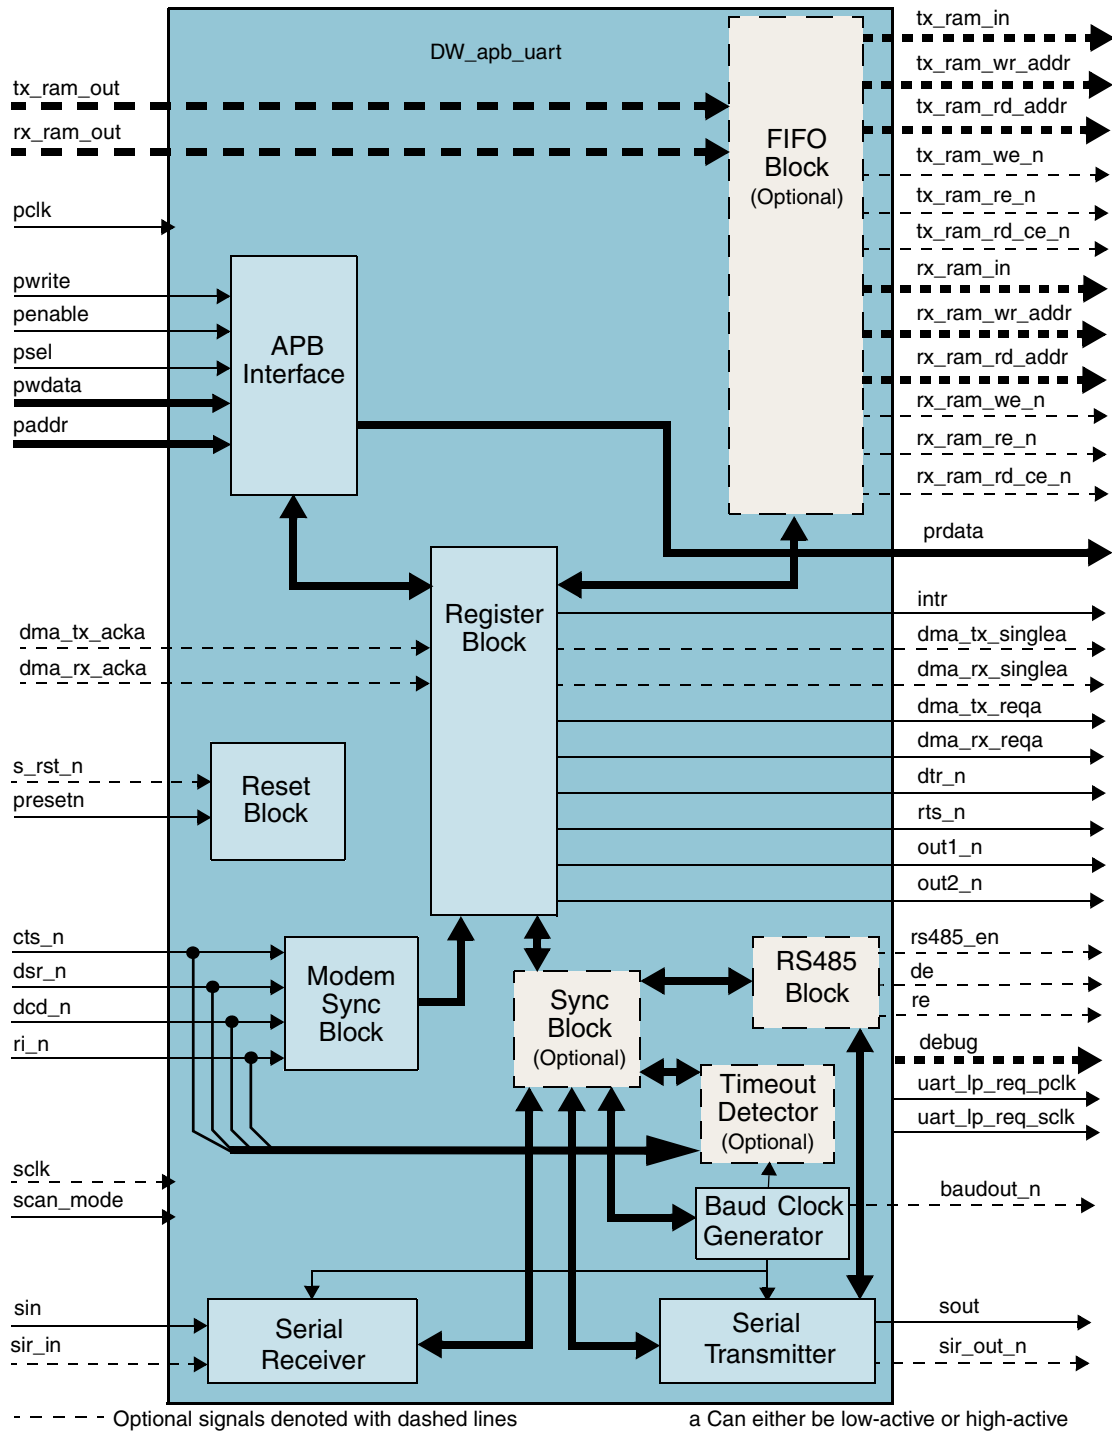 DW_apb_uart
tx_ram_out
rx_ram_out
pclk
pwrite
penable
psel
pwdata
paddr
dma_tx_acka
dma_rx_acka
s_rst_n
presetn
cts_n
dsr_n
dcd_n
ri_n
sclk
scan_mode
sin
sir_in
APB
Interface
FIFO
Block
(Optional)
Register
Block
Reset
Block
Modem
Sync
Block
Sync
Block
(Optional)
RS485
Block
Timeout
Detector
(Optional)
Baud Clock
Generator
Serial
Receiver
Serial
Transmitter
tx_ram_in
tx_ram_wr_addr
tx_ram_rd_addr
tx_ram_we_n
tx_ram_re_n
tx_ram_rd_ce_n
rx_ram_in
rx_ram_wr_addr
rx_ram_rd_addr
rx_ram_we_n
rx_ram_re_n
rx_ram_rd_ce_n
prdata
intr
dma_tx_singlea
dma_rx_singlea
dma_tx_reqa
dma_rx_reqa
dtr_n
rts_n
out1_n
out2_n
rs485_en
de
re
debug
uart_lp_req_pclk
uart_lp_req_sclk
baudout_n
sout
sir_out_n
Optional signals denoted with dashed lines
a Can either be low-active or high-active